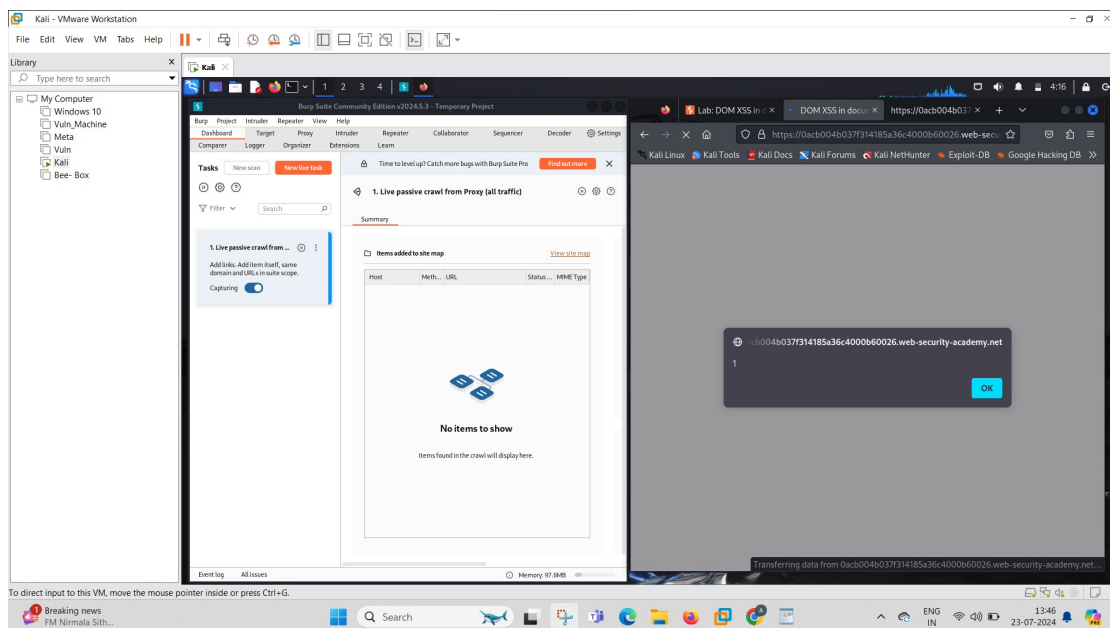 Kali - VMware Workstation
File Edit View VM Tabs Help
Library
Type here to search
My Computer
Windows 10
Vuln_Machine
Meta
Vuln
Kali
Bee- Box
Kali
1 2 3 4
4:16
Burp Suite Community Edition v2024.5.3 - Temporary Project
Burp Project Intruder Repeater View Help
Dashboard Target Proxy Intruder Repeater Collaborator Sequencer Decoder Settings
Comparer Logger Organizer Extensions Learn
Tasks New scan New live task
Filter Search
1. Live passive crawl from ...
Add links. Add item itself, same
domain and URLs in suite scope.
Capturing
Time to level up? Catch more bugs with Burp Suite Pro Find out more
1. Live passive crawl from Proxy (all traffic)
Summary
Items added to site map View site map
Host Meth... URL Status ... MIME Type
No items to show
Items found in the crawl will display here.
Event log All issues Memory: 97.6MB
Lab: DOM XSS in d DOM XSS in docu https://0acb004b037
https://0acb004b037f314185a36c4000b60026.web-secu
Kali Linux Kali Tools Kali Docs Kali Forums Kali NetHunter Exploit-DB Google Hacking DB
acb004b037f314185a36c4000b60026.web-security-academy.net
1
OK
Transferring data from 0acb004b037f314185a36c4000b60026.web-security-academy.net...
To direct input to this VM, move the mouse pointer inside or press Ctrl+G.
1
Breaking news
FM Nirmala Sith...
Search
ENG
IN
13:46
23-07-2024
PRE